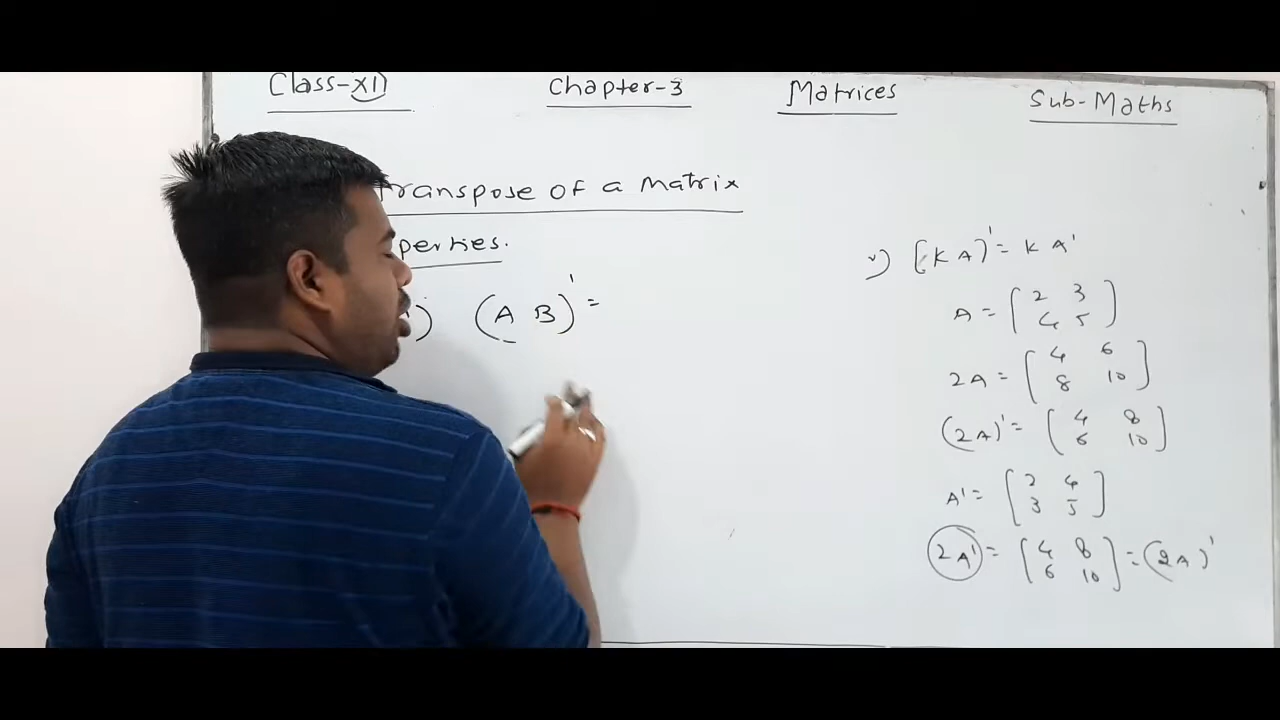 Class-XII Chapter-3 Matrices Sub-Maths
Transpose of a Matrix
perties.
) (A B)' =
v) (KA)' = KA'
A = [2 3
4 5]
2A = [4 6
8 10]
(2A)' = [4 8
6 10]
A' = [2 4
3 5]
2A' = [4 8
6 10] = (2A)'